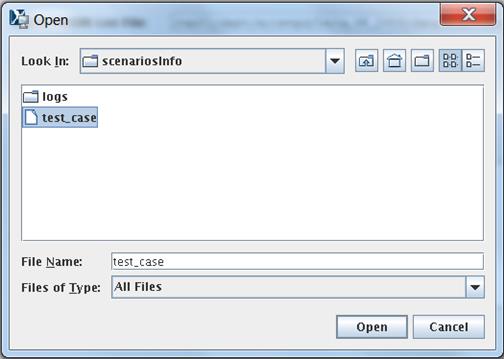 Open
Look In: scenariosInfo
logs
test_case
File Name: test_case
Files of Type: All Files
Open Cancel